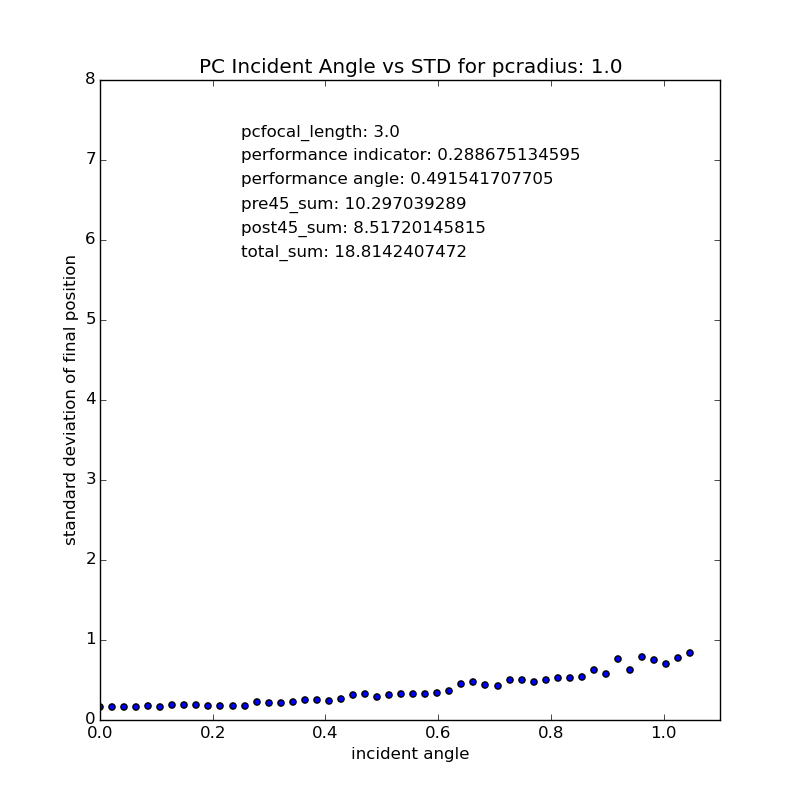 PC Incident Angle vs STD for pcradius: 1.0
8
7
6
5
4
3
2
1
0
standard deviation of final position
pcfocal_length: 3.0
performance indicator: 0.288675134595
performance angle: 0.491541707705
pre45_sum: 10.297039289
post45_sum: 8.51720145815
total_sum: 18.8142407472
0.0 0.2 0.4 0.6 0.8 1.0
incident angle